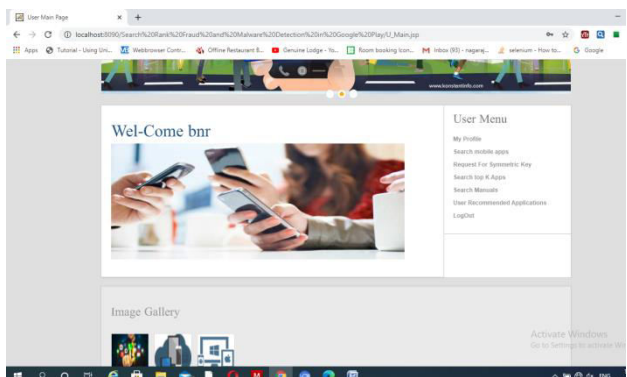 User Main Page
localhost:8090/Search%20Rank%20Fraud%20and%20Malware%20Detection%20in%20Google%20Play/U_Main.jsp
Apps
Tutorial - Using Uni...
Webbrowser Contr...
Offline Restaurant B...
Genuine Lodge - Yo...
Room booking Icon...
Inbox (93) - nagaraj...
selenium - How to...
Google
www.konstantinfo.com
Wel-Come bnr
User Menu
My Profile
Search mobile apps
Request For Symmetric Key
Search top K Apps
Search Manuals
User Recommended Applications
LogOut
Image Gallery
Activate Windows
Go to Settings to activate Win
ENG